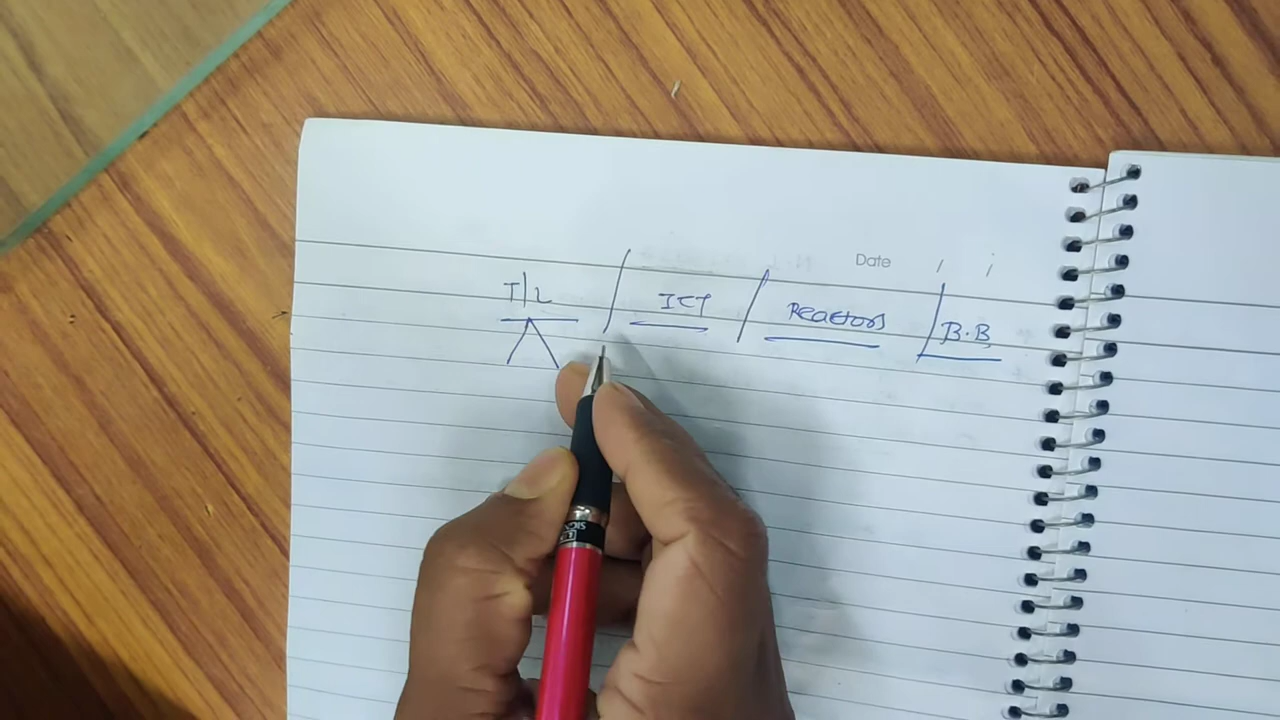 Date / /
T/L / ICT / Reactors / B.B